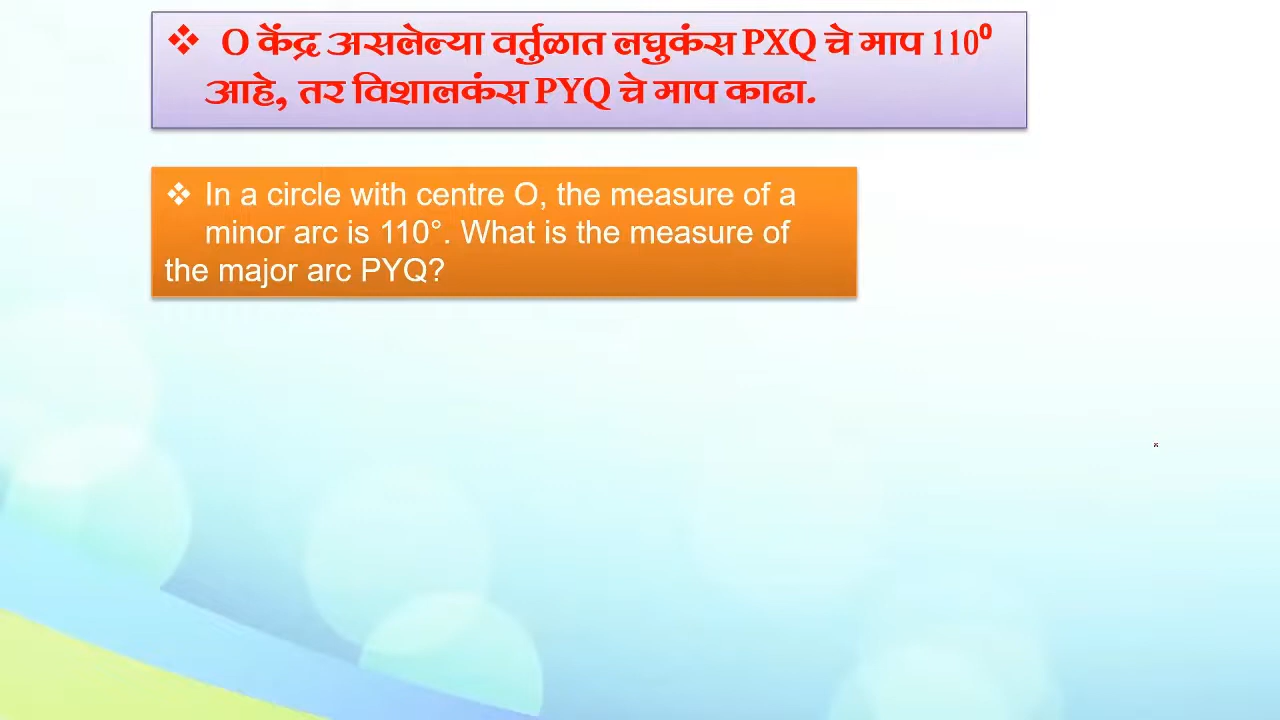 ❖ O केंद्र असलेल्या वर्तुळात लघुकंस PXQ चे माप 110⁰
आहे, तर विशालकंस PYQ चे माप काढा.
❖ In a circle with centre O, the measure of a
minor arc is 110°. What is the measure of
the major arc PYQ?